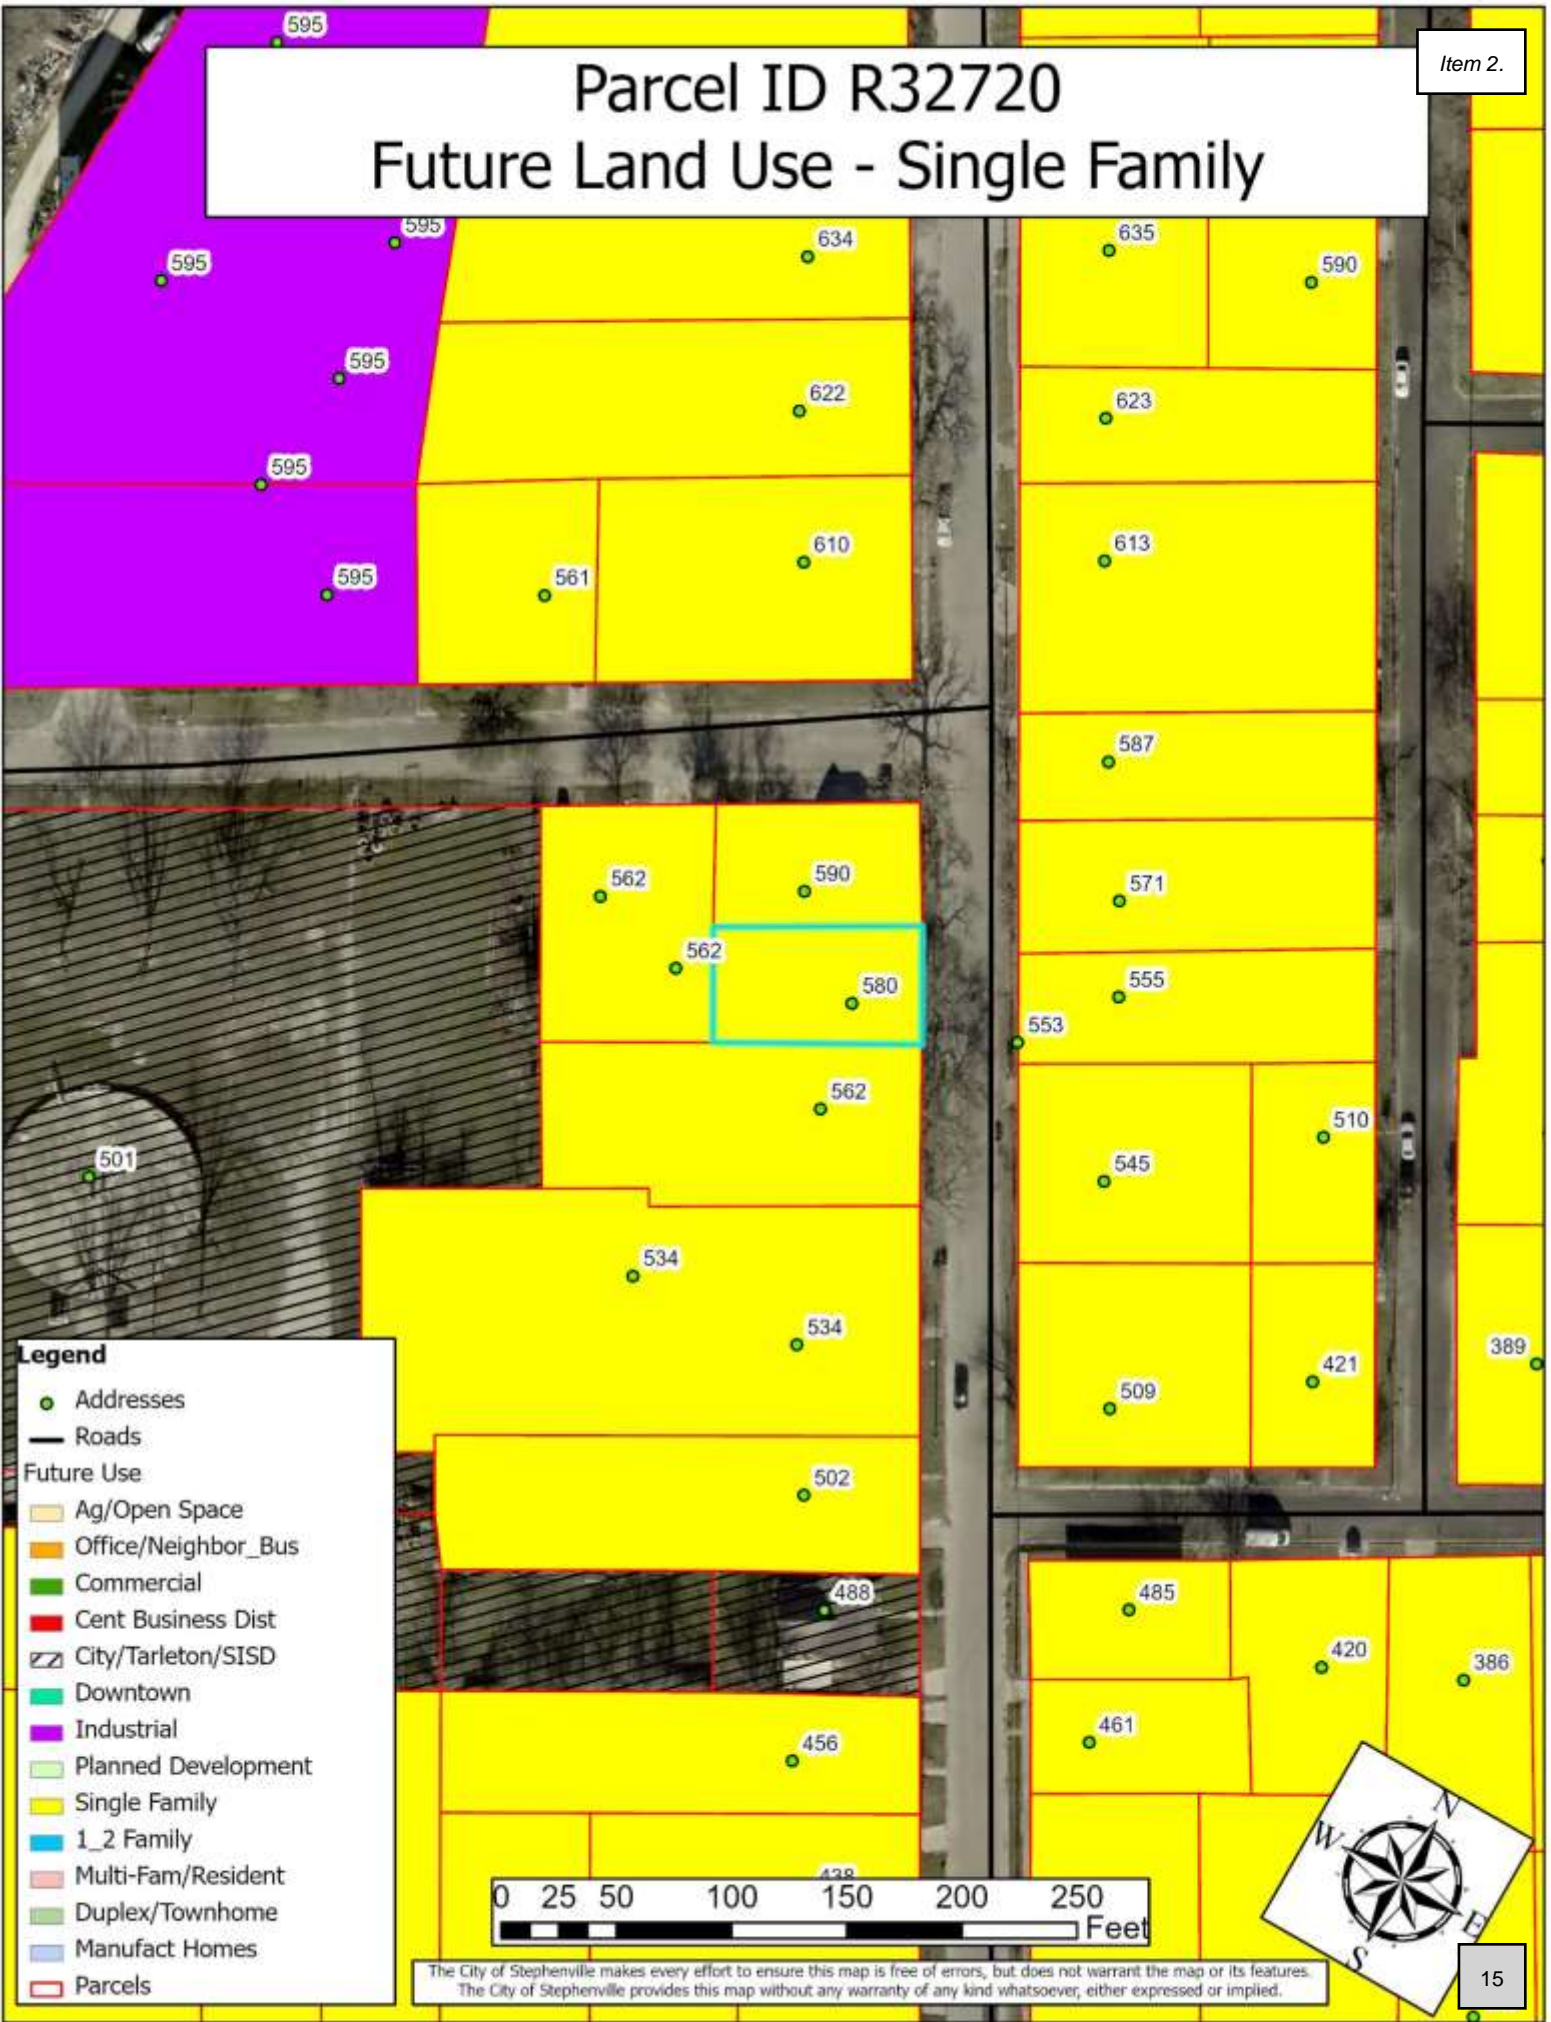 595
Item 2.
Parcel ID R32720
Future Land Use - Single Family
595
634
635
590
595
595
622
623
595
610
613
595
561
587
562
590
571
562
580
555
553
562
510
501
545
534
534
389
421
509
502
488
485
420
386
461
456
438
Legend
Addresses
Roads
Future Use
Ag/Open Space
Office/Neighbor_Bus
Commercial
Cent Business Dist
City/Tarleton/SISD
Downtown
Industrial
Planned Development
Single Family
1_2 Family
Multi-Fam/Resident
Duplex/Townhome
Manufact Homes
Parcels
0 25 50 100 150 200 250
Feet
N
W
E
S
The City of Stephenville makes every effort to ensure this map is free of errors, but does not warrant the map or its features.
The City of Stephenville provides this map without any warranty of any kind whatsoever, either expressed or implied.
15